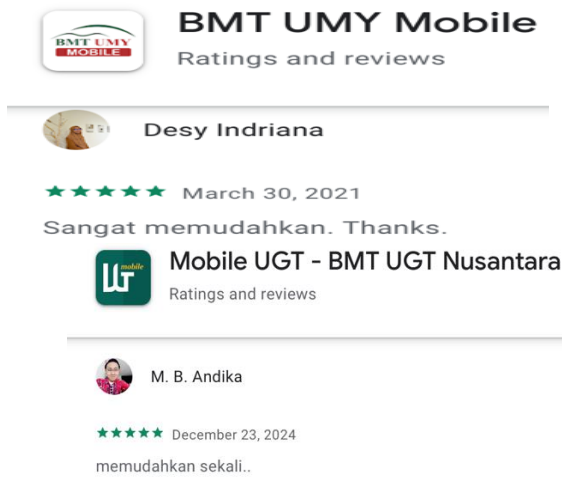 BMT UMY
MOBILE
BMT UMY Mobile
Ratings and reviews
Desy Indriana
March 30, 2021
Sangat memudahkan. Thanks.
mobile
UGT
Mobile UGT - BMT UGT Nusantara
Ratings and reviews
M. B. Andika
December 23, 2024
memudahkan sekali..